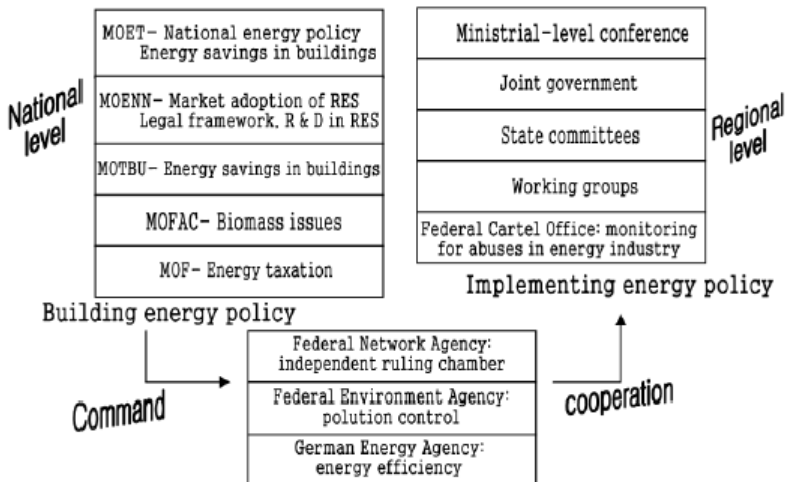 National
level
MOET- National energy policy
Energy savings in buildings
MOENN- Market adoption of RES
Legal framework, R & D in RES
MOTBU- Energy savings in buildings
MOFAC- Biomass issues
MOF- Energy taxation
Building energy policy
Ministrial-level conference
Joint government
State committees
Working groups
Federal Cartel Office: monitoring
for abuses in energy industry
Regional
level
Implementing energy policy
Command
Federal Network Agency:
independent ruling chamber
Federal Environment Agency:
polution control
German Energy Agency:
energy efficiency
cooperation